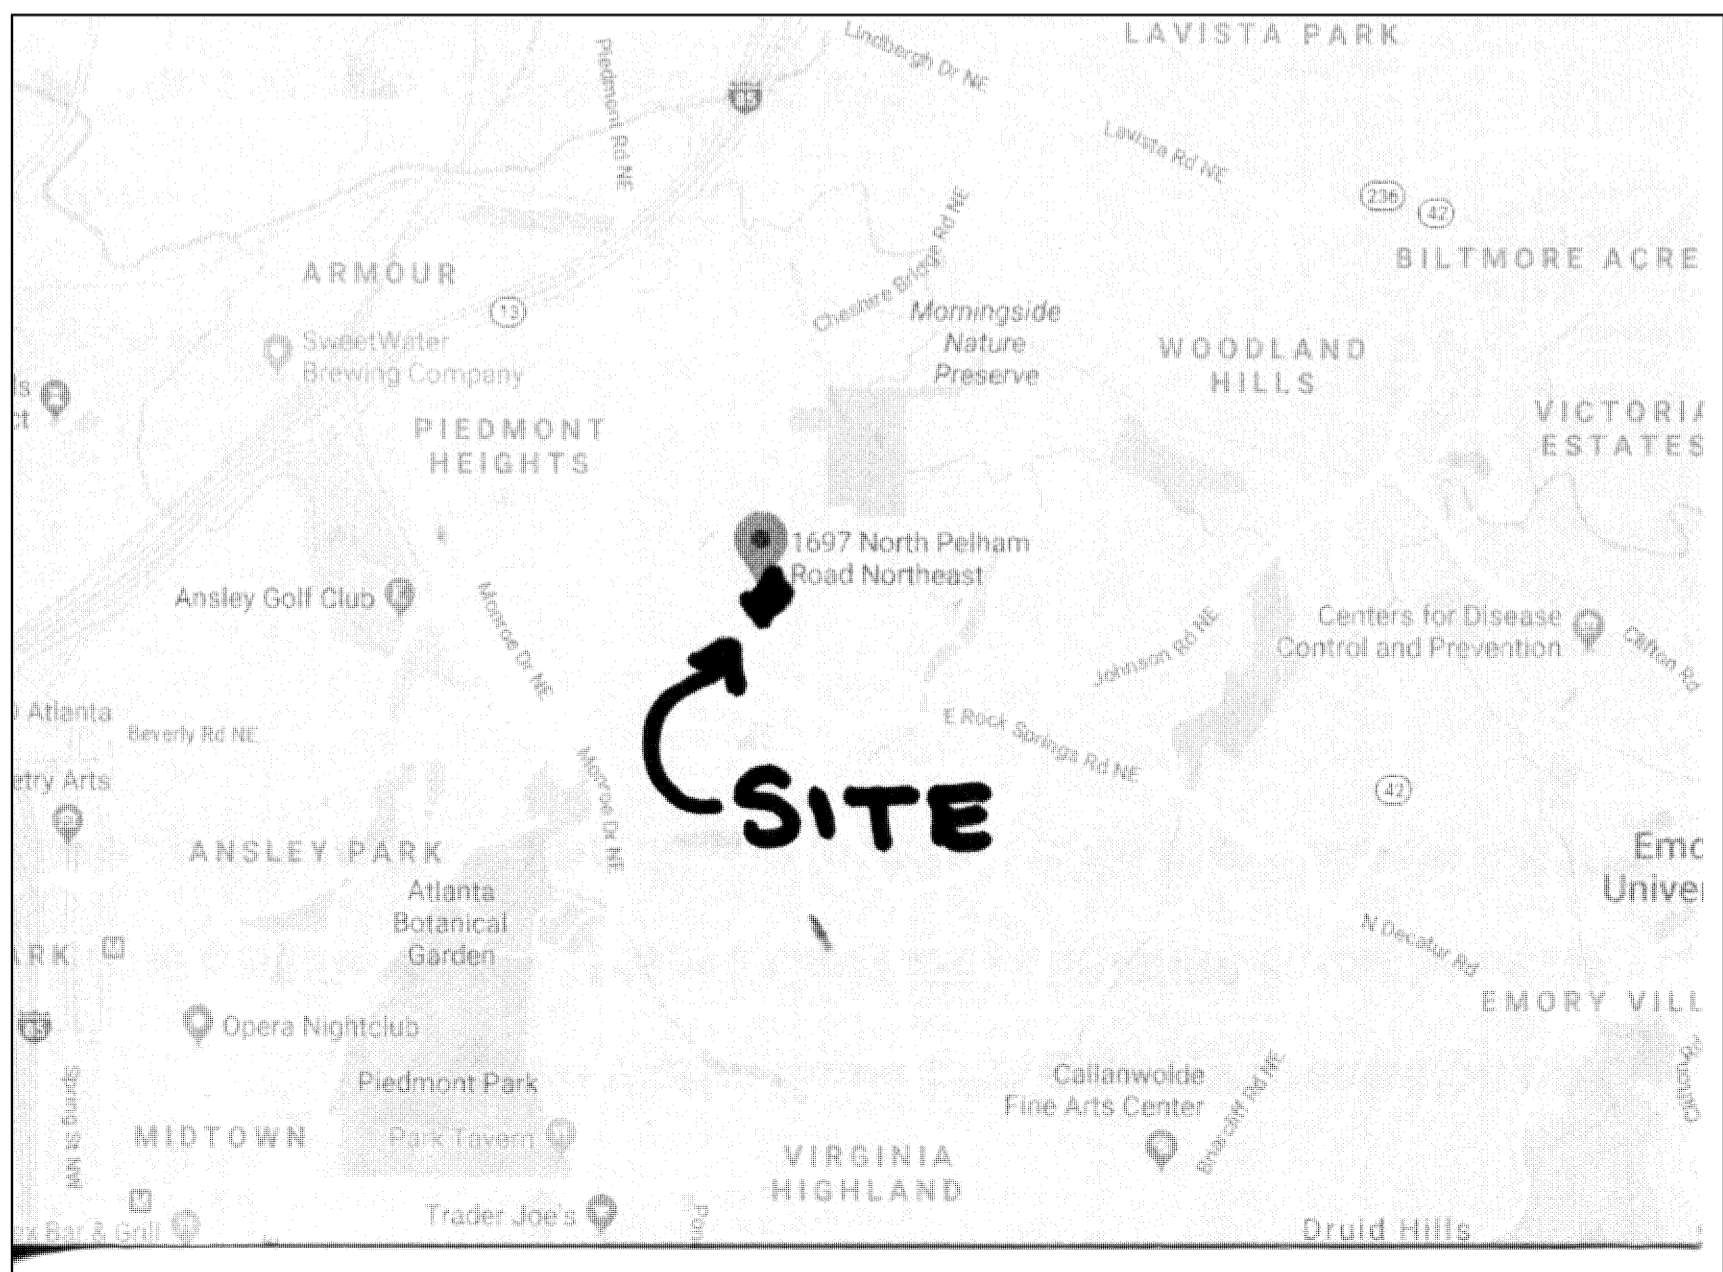 LAVISTA PARK
Lindbergh Dr NE
Piedmont Rd NE
Lavista Rd NE
236
42
BILTMORE ACRE
Cheshire Bridge Rd NE
ARMOUR
13
Morningside
Nature
Preserve
SweetWater
Brewing Company
WOODLAND
HILLS
ls
ct
PIEDMONT
HEIGHTS
VICTORIA
ESTATES
1697 North Pelham
Road Northeast
Ansley Golf Club
Monroe Dr NE
Johnson Rd NE
Centers for Disease
Control and Prevention
Clifton Rd
Atlanta
Beverly Rd NE
E Rock Springs Rd NE
etry Arts
Monroe Dr NE
SITE
42
ANSLEY PARK
Emo
Univer
Atlanta
Botanical
Garden
N Decatur Rd
ARK
EMORY VILL
Opera Nightclub
Piedmont Park
Callanwolde
Fine Arts Center
Briarcliff Rd NE
Spring St NW
MIDTOWN
Park Tavern
VIRGINIA
HIGHLAND
Trader Joe's
ox Bar & Grill
Druid Hills